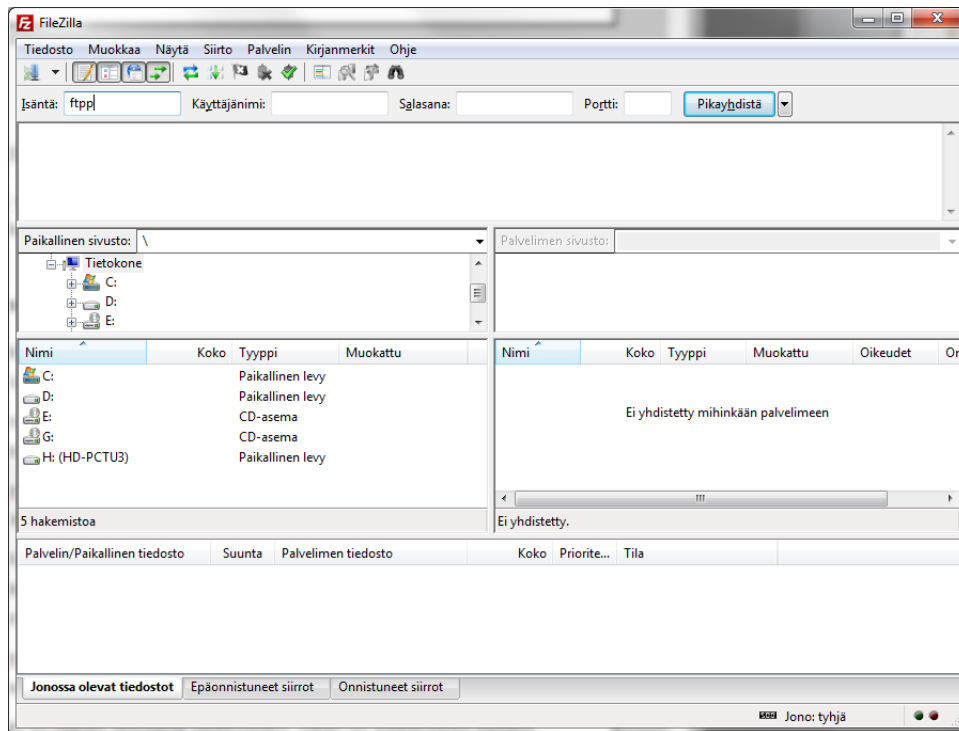 FileZilla
Tiedosto Muokkaa Näytä Siirto Palvelin Kirjanmerkit Ohje
Isäntä: ftpp Käyttäjänimi: Salasana: Portti: Pikayhdistä
Paikallinen sivusto: \ Palvelimen sivusto:
Tietokone
C:
D:
E:
Nimi Koko Tyyppi Muokattu
C: Paikallinen levy
D: Paikallinen levy
E: CD-asema
G: CD-asema
H: (HD-PCTU3) Paikallinen levy
5 hakemistoa
Nimi Koko Tyyppi Muokattu Oikeudet Or
Ei yhdistetty mihinkään palvelimeen
Ei yhdistetty.
Palvelin/Paikallinen tiedosto Suunta Palvelimen tiedosto Koko Priorite... Tila
Jonossa olevat tiedostot Epäonnistuneet siirrot Onnistuneet siirrot
Jono: tyhjä